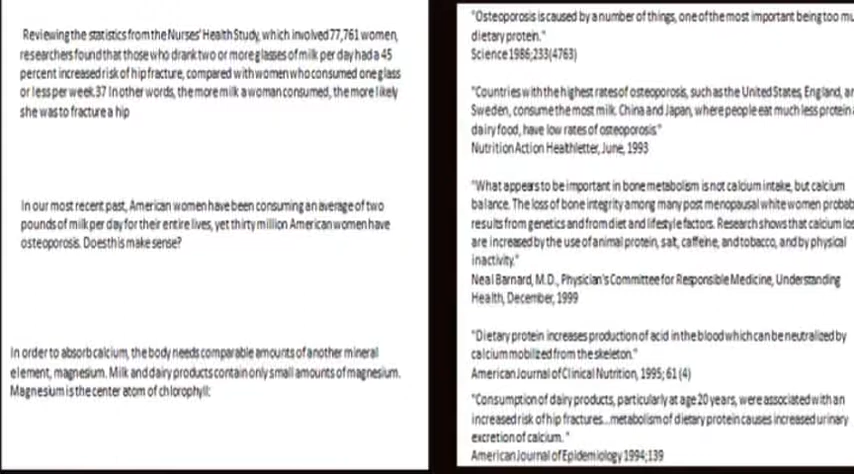 Reviewing the statistics from the Nurses' Health Study, which involved 77,761 women,
researchers found that those who drank two or more glasses of milk per day had a 45
percent increased risk of hip fracture, compared with women who consumed one glass
or less per week.37 In other words, the more milk a woman consumed, the more likely
she was to fracture a hip
In our most recent past, American women have been consuming an average of two
pounds of milk per day for their entire lives, yet thirty million American women have
osteoporosis. Does this make sense?
In order to absorb calcium, the body needs comparable amounts of another mineral
element, magnesium. Milk and dairy products contain only small amounts of magnesium.
Magnesium is the center atom of chlorophyll:
"Osteoporosis is caused by a number of things, one of the most important being too mu
dietary protein."
Science 1986;233(4763)
"Countries with the highest rates of osteoporosis, such as the United States, England, an
Sweden, consume the most milk. China and Japan, where people eat much less protein a
dairy food, have low rates of osteoporosis."
Nutrition Action Healthletter, June, 1993
"What appears to be important in bone metabolism is not calcium intake, but calcium
balance. The loss of bone integrity among many post menopausal white women probab
results from genetics and from diet and lifestyle factors. Research shows that calcium los
are increased by the use of animal protein, salt, caffeine, and tobacco, and by physical
inactivity."
Neal Barnard, M.D., Physician's Committee for Responsible Medicine, Understanding
Health, December, 1999
"Dietary protein increases production of acid in the blood which can be neutralized by
calcium mobilized from the skeleton."
American Journal of Clinical Nutrition, 1995; 61 (4)
"Consumption of dairy products, particularly at age 20 years, were associated with an
increased risk of hip fractures...metabolism of dietary protein causes increased urinary
excretion of calcium. "
American Journal of Epidemiology 1994;139